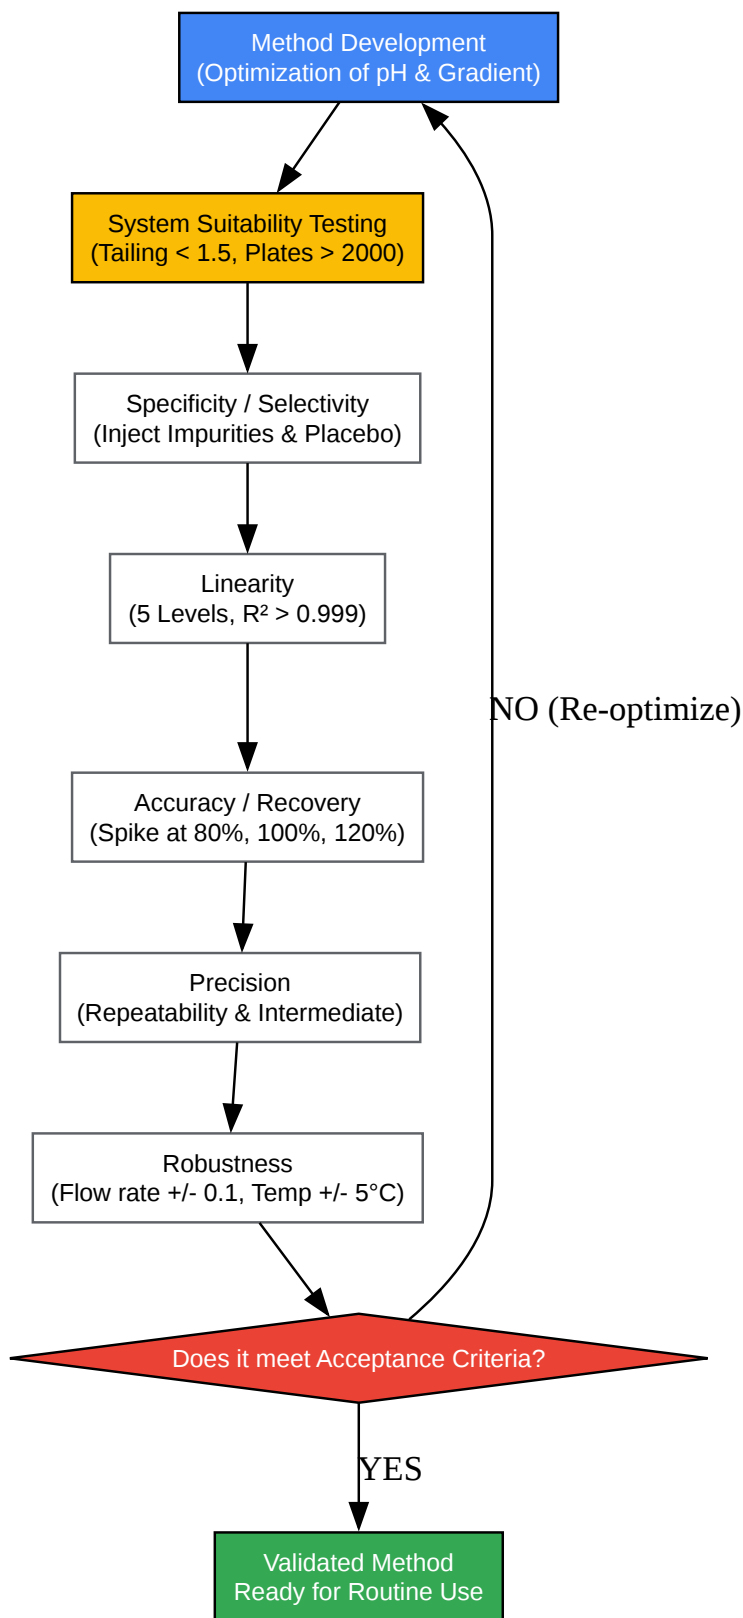 Method Development
(Optimization of pH & Gradient)
System Suitability Testing
(Tailing < 1.5, Plates > 2000)
Specificity / Selectivity
(Inject Impurities & Placebo)
Linearity
(5 Levels, R² > 0.999)
NO (Re-optimize)
Accuracy / Recovery
(Spike at 80%, 100%, 120%)
Precision
(Repeatability & Intermediate)
Robustness
(Flow rate +/- 0.1, Temp +/- 5°C)
Does it meet Acceptance Criteria?
YES
Validated Method
Ready for Routine Use